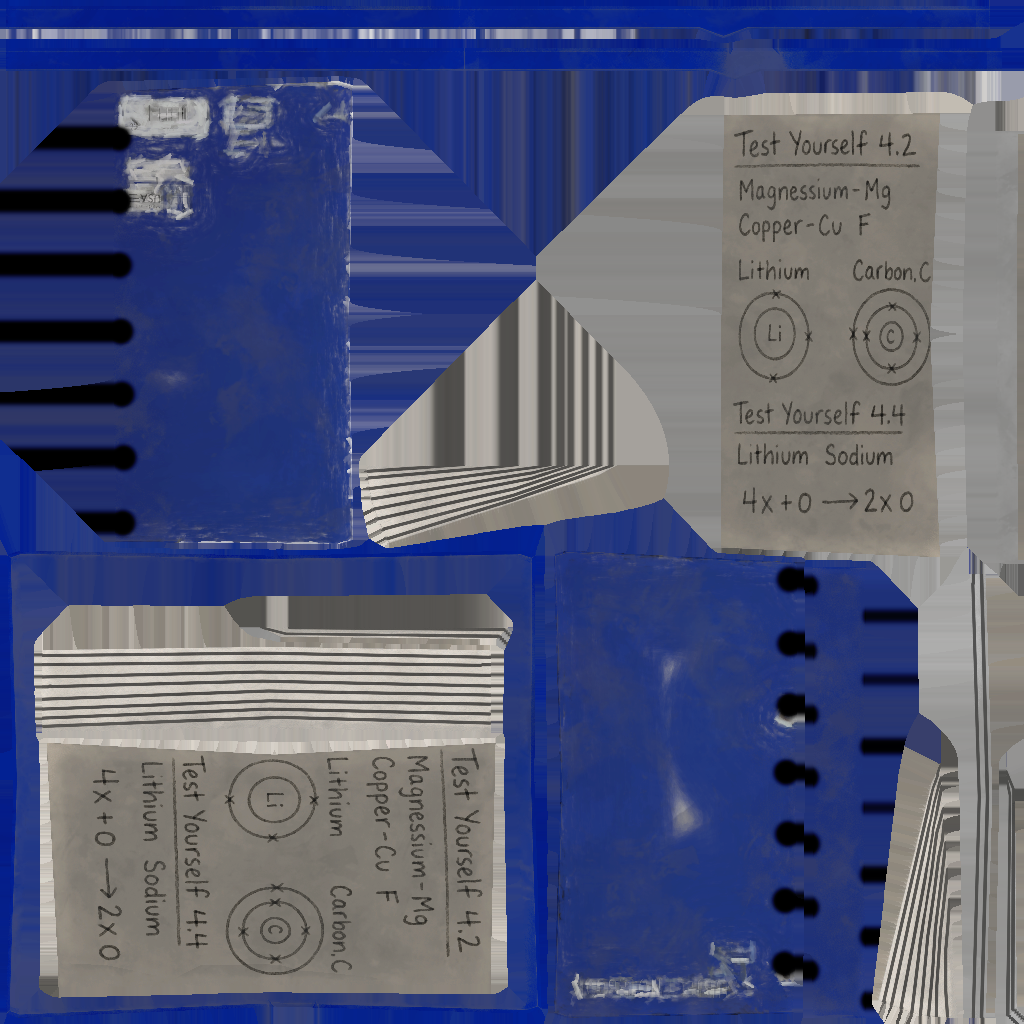 Test Yourself 4.2
Magnessium-Mg
Copper-Cu F
Lithium Carbon,C
Li C
Test Yourself 4.4
Lithium Sodium
4x+0 →2x0
Test Yourself 4.2
Magnessium-Mg
Copper-Cu F
Lithium Carbon,C
Li C
Test Yourself 4.4
Lithium Sodium
4x+0 →2x0